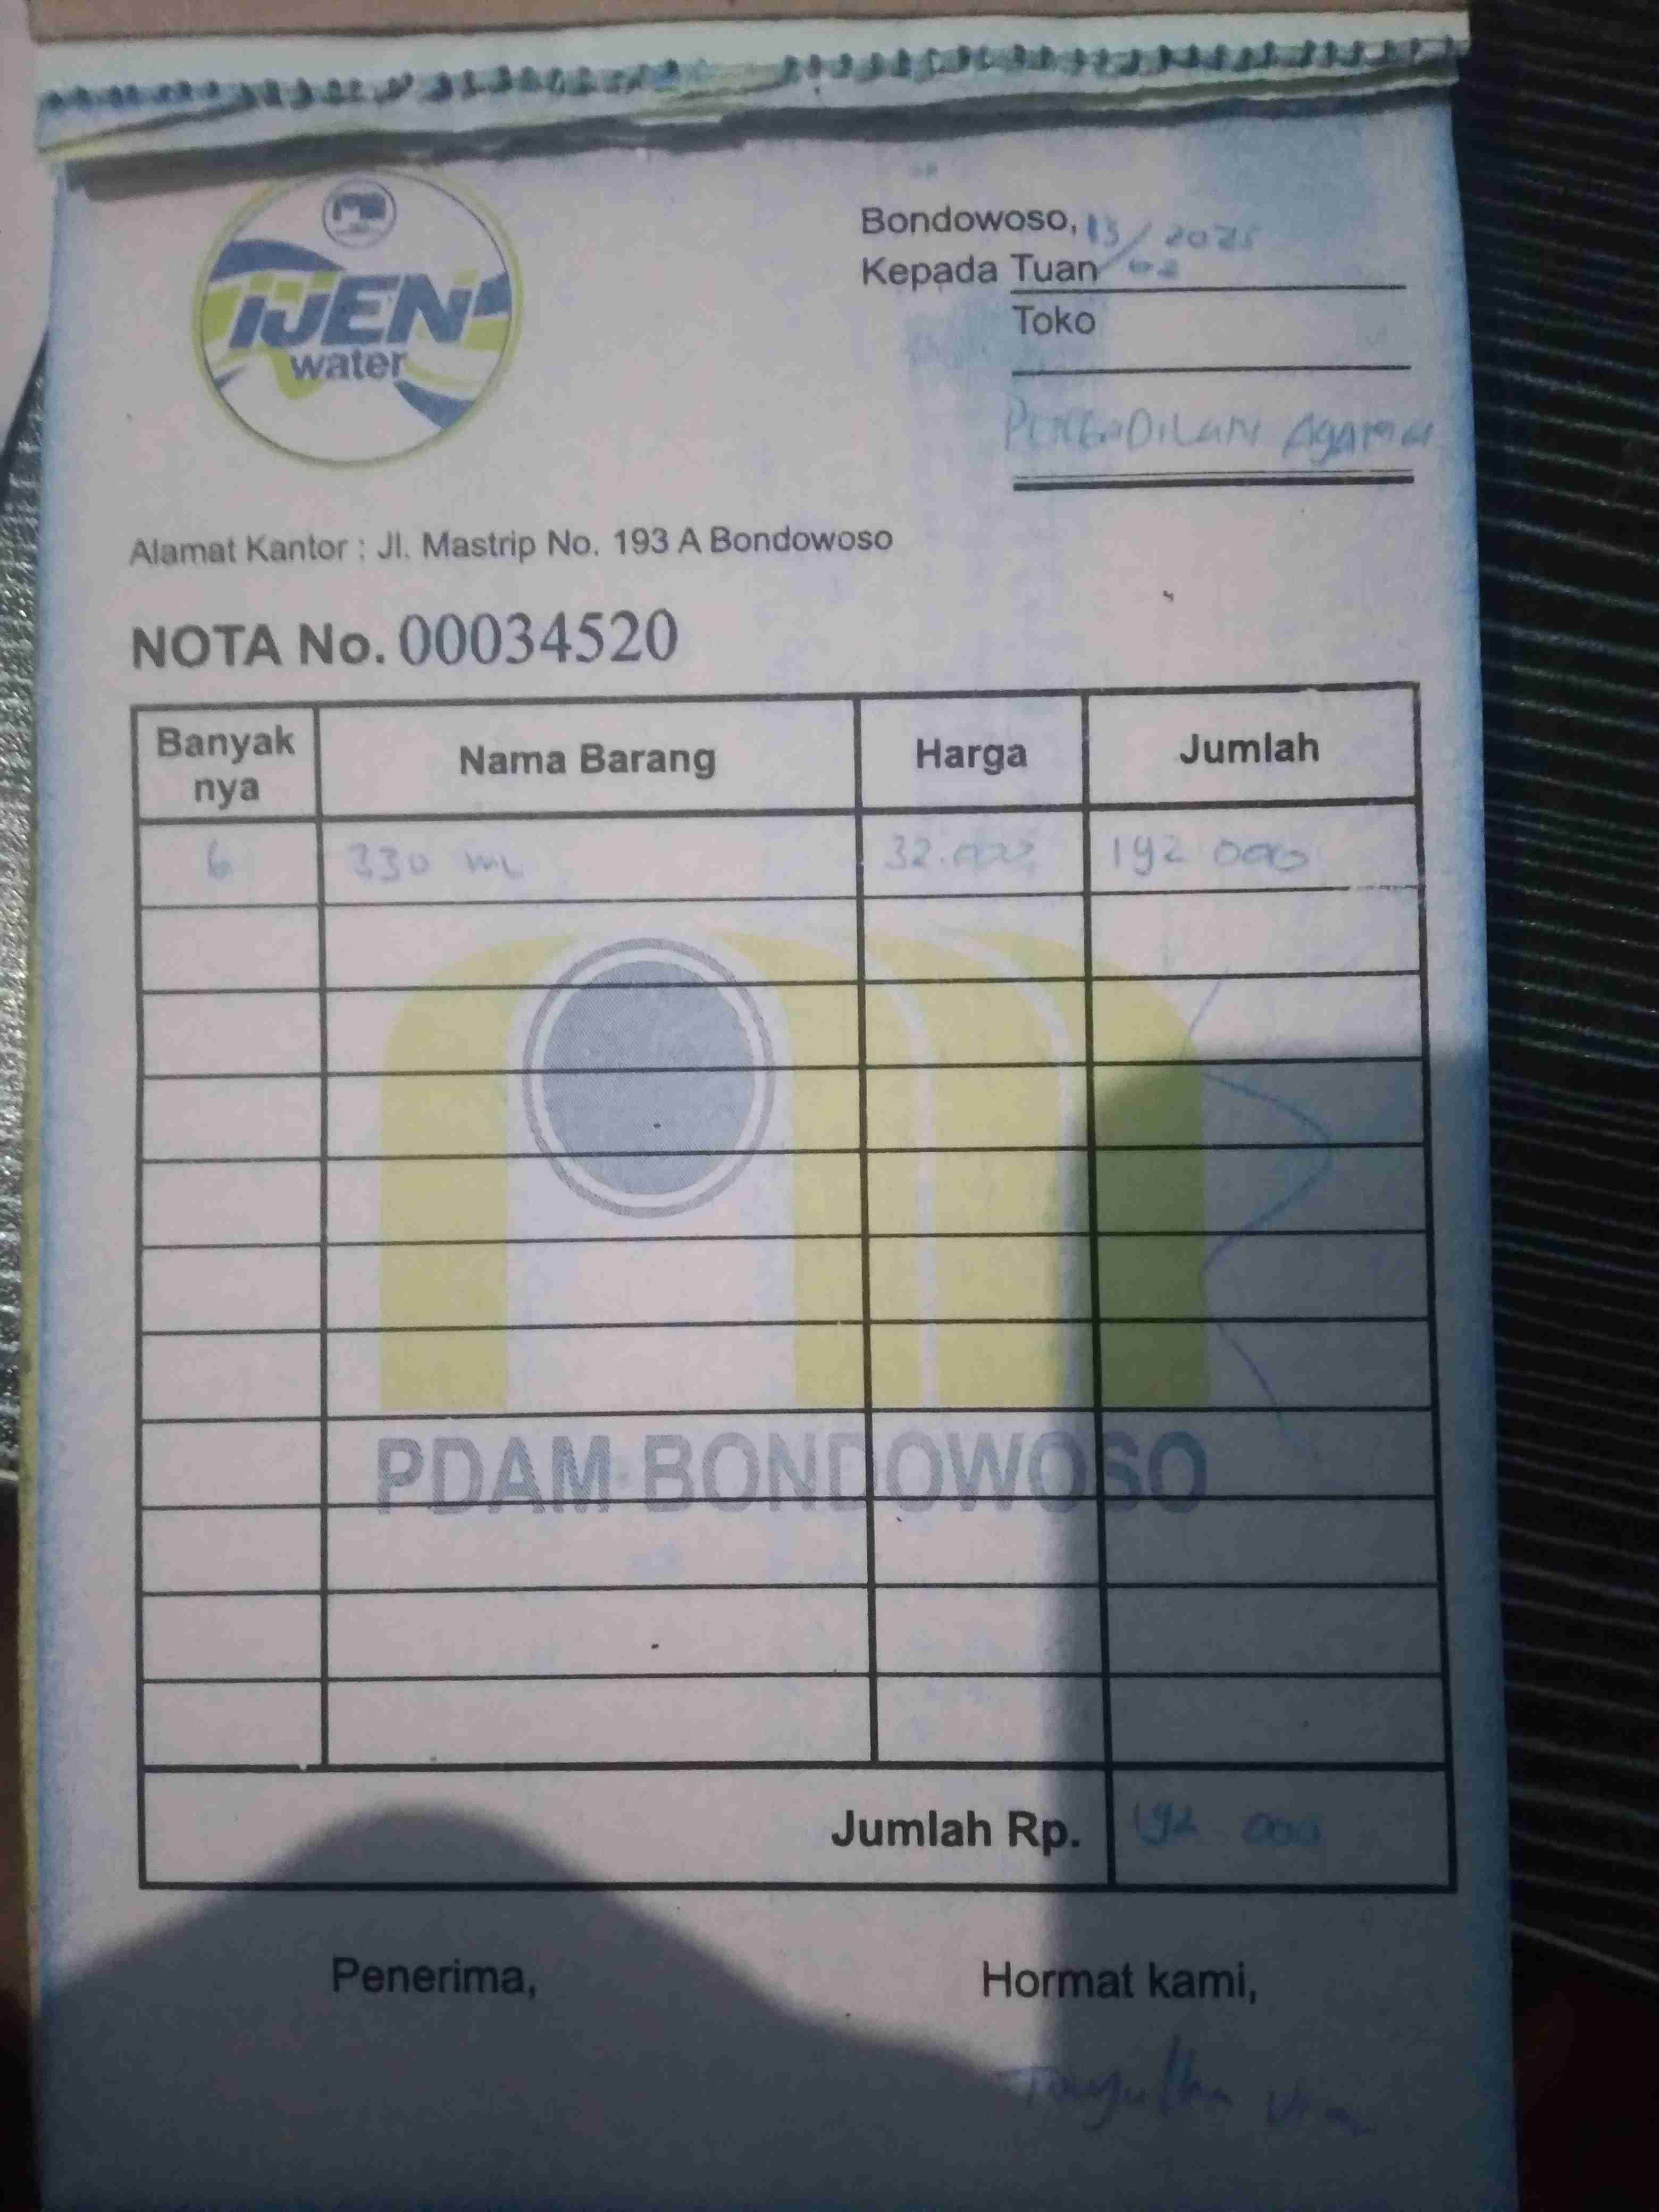 IJEN
water
Bondowoso, 13/02 2025
Kepada Tuan
Toko
PENGADILAN AGAMA
Alamat Kantor : Jl. Mastrip No. 193 A Bondowoso
NOTA No. 00034520
Banyak nya Nama Barang Harga Jumlah
6 330 mL 32.000 192 000
PDAM BONDOWOSO
Jumlah Rp. 192 000
Penerima, Hormat kami,